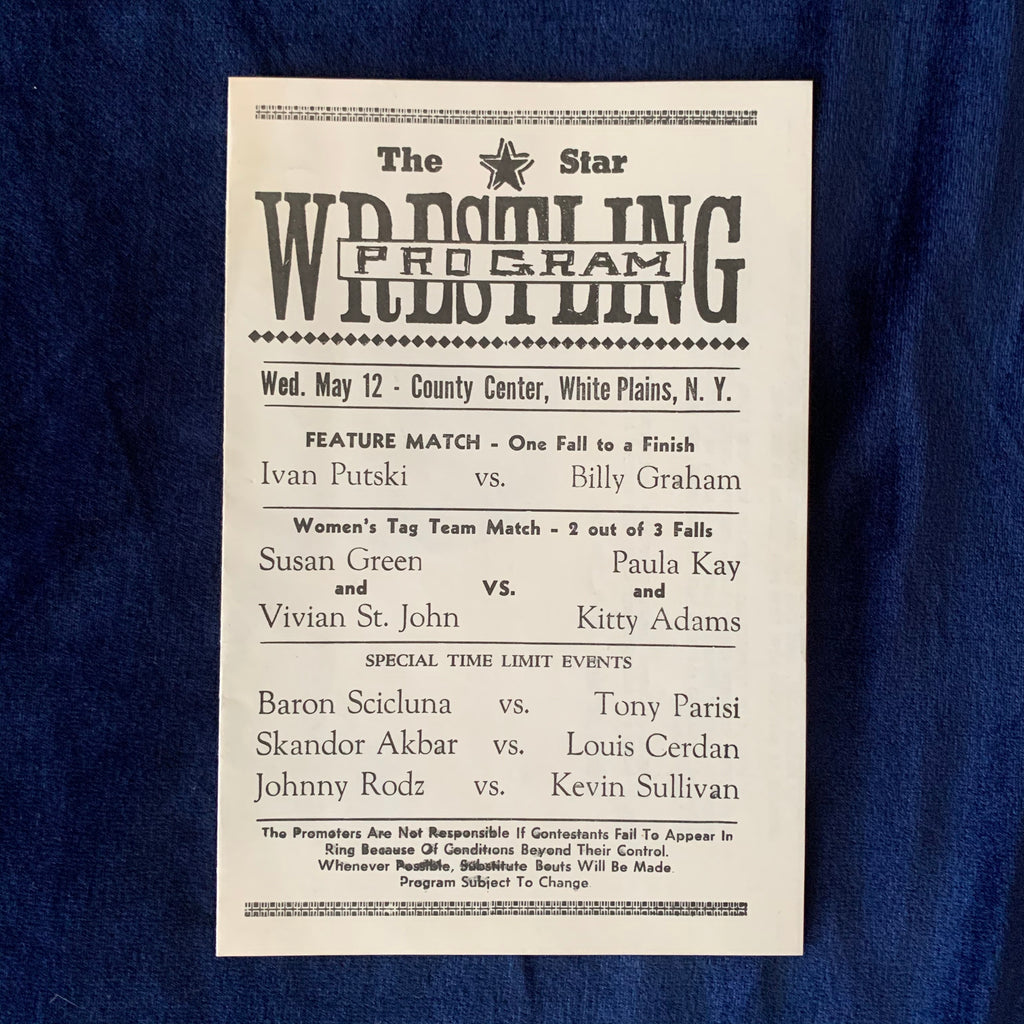 The Star
WRESTLING
PROGRAM
Wed. May 12 - County Center, White Plains, N. Y.
FEATURE MATCH - One Fall to a Finish
Ivan Putski vs. Billy Graham
Women's Tag Team Match - 2 out of 3 Falls
Susan Green Paula Kay
and VS. and
Vivian St. John Kitty Adams
SPECIAL TIME LIMIT EVENTS
Baron Scicluna vs. Tony Parisi
Skandor Akbar vs. Louis Cerdan
Johnny Rodz vs. Kevin Sullivan
The Promoters Are Not Responsible If Contestants Fail To Appear In
Ring Because Of Conditions Beyond Their Control.
Whenever Possible, Substitute Bouts Will Be Made.
Program Subject To Change